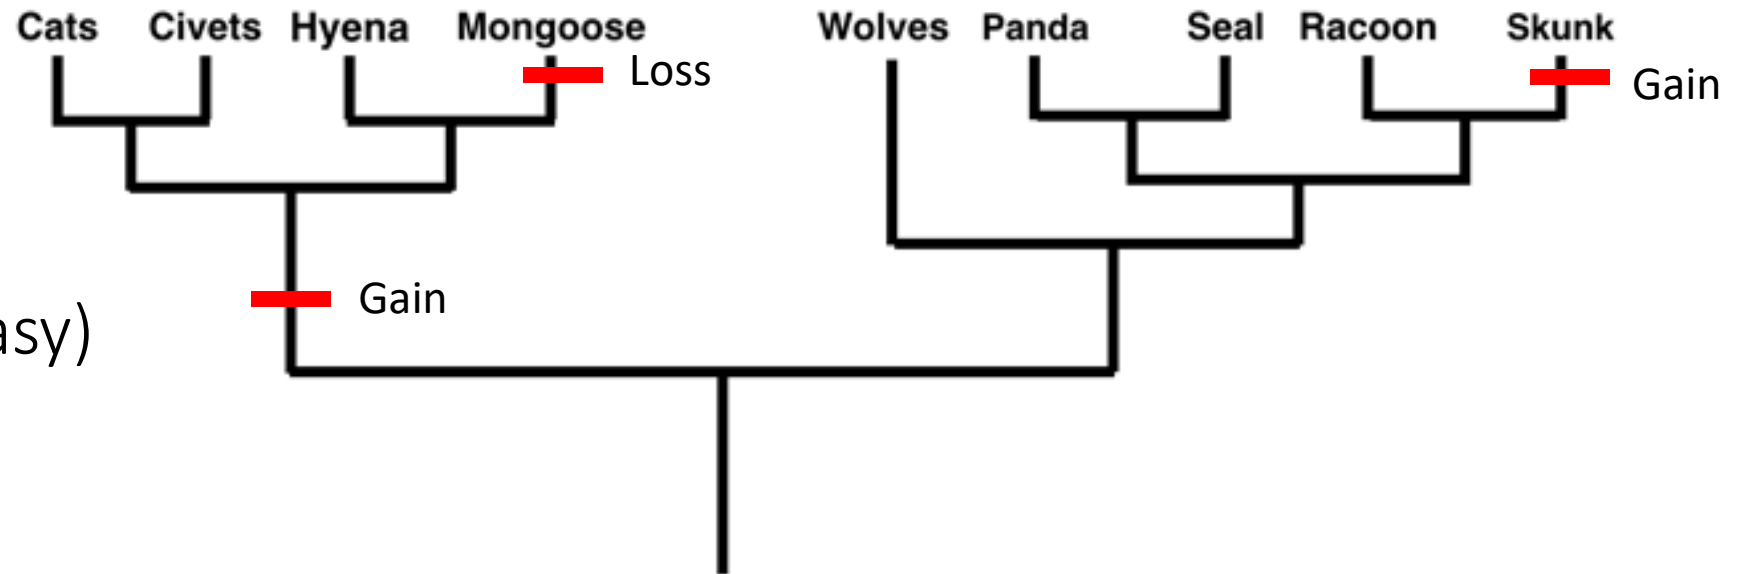 Cats Civets Hyena Mongoose Wolves Panda Seal Racoon Skunk
Loss
Gain
Gain
asy)